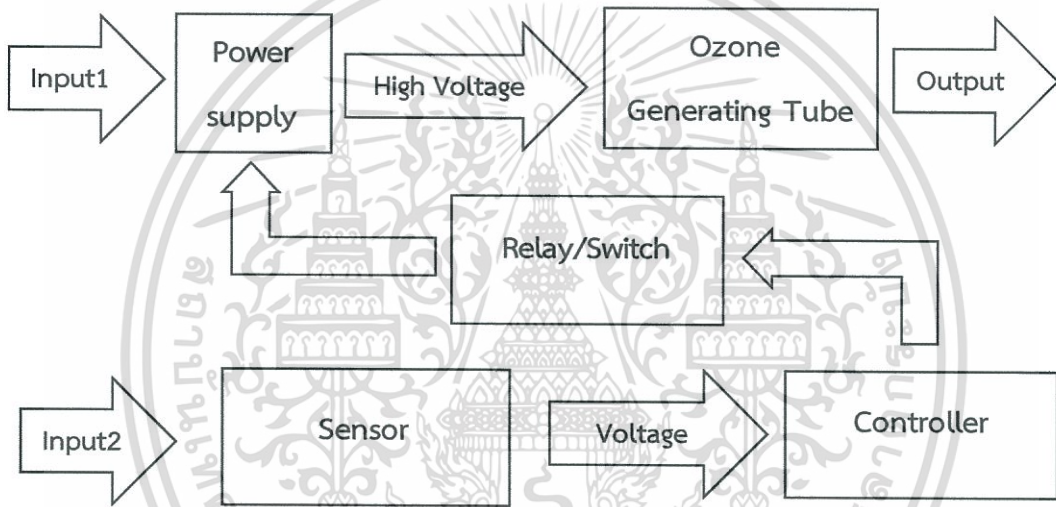 Input1
Power
supply
High Voltage
Ozone
Generating Tube
Output
Relay/Switch
Input2
Sensor
Voltage
Controller